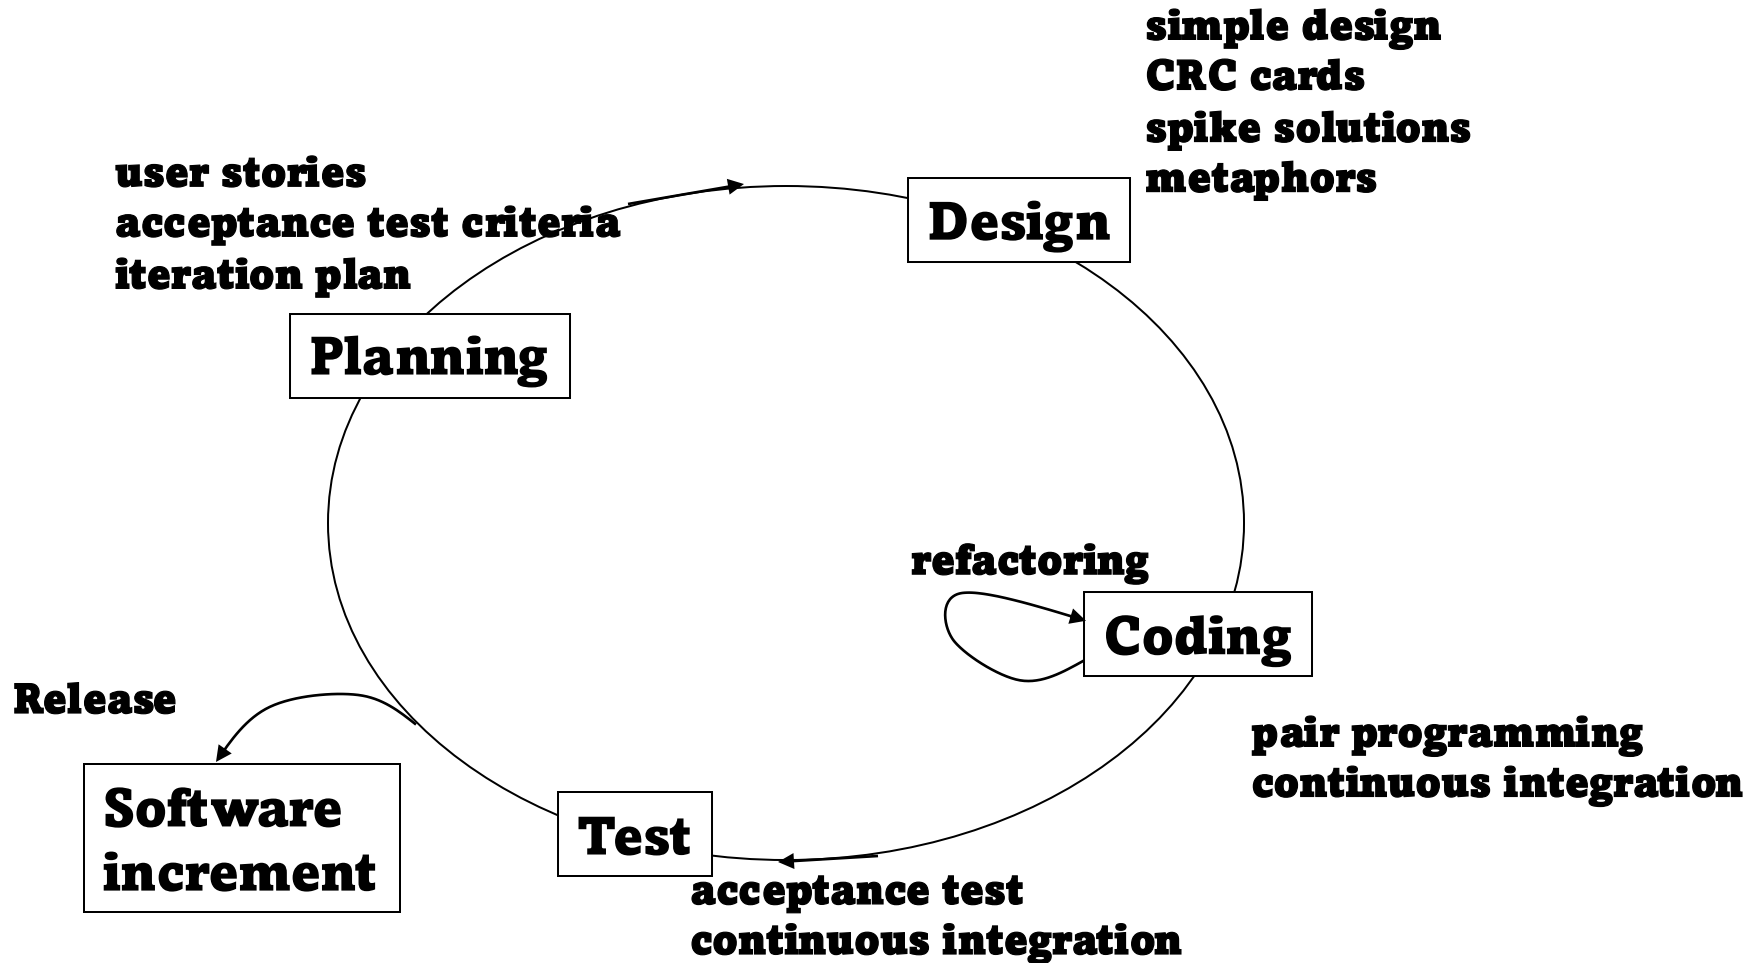 simple design
CRC cards
spike solutions
metaphors
user stories
acceptance test criteria
iteration plan
Design
Planning
refactoring
Coding
Release
pair programming
continuous integration
Software
increment
Test
acceptance test
continuous integration